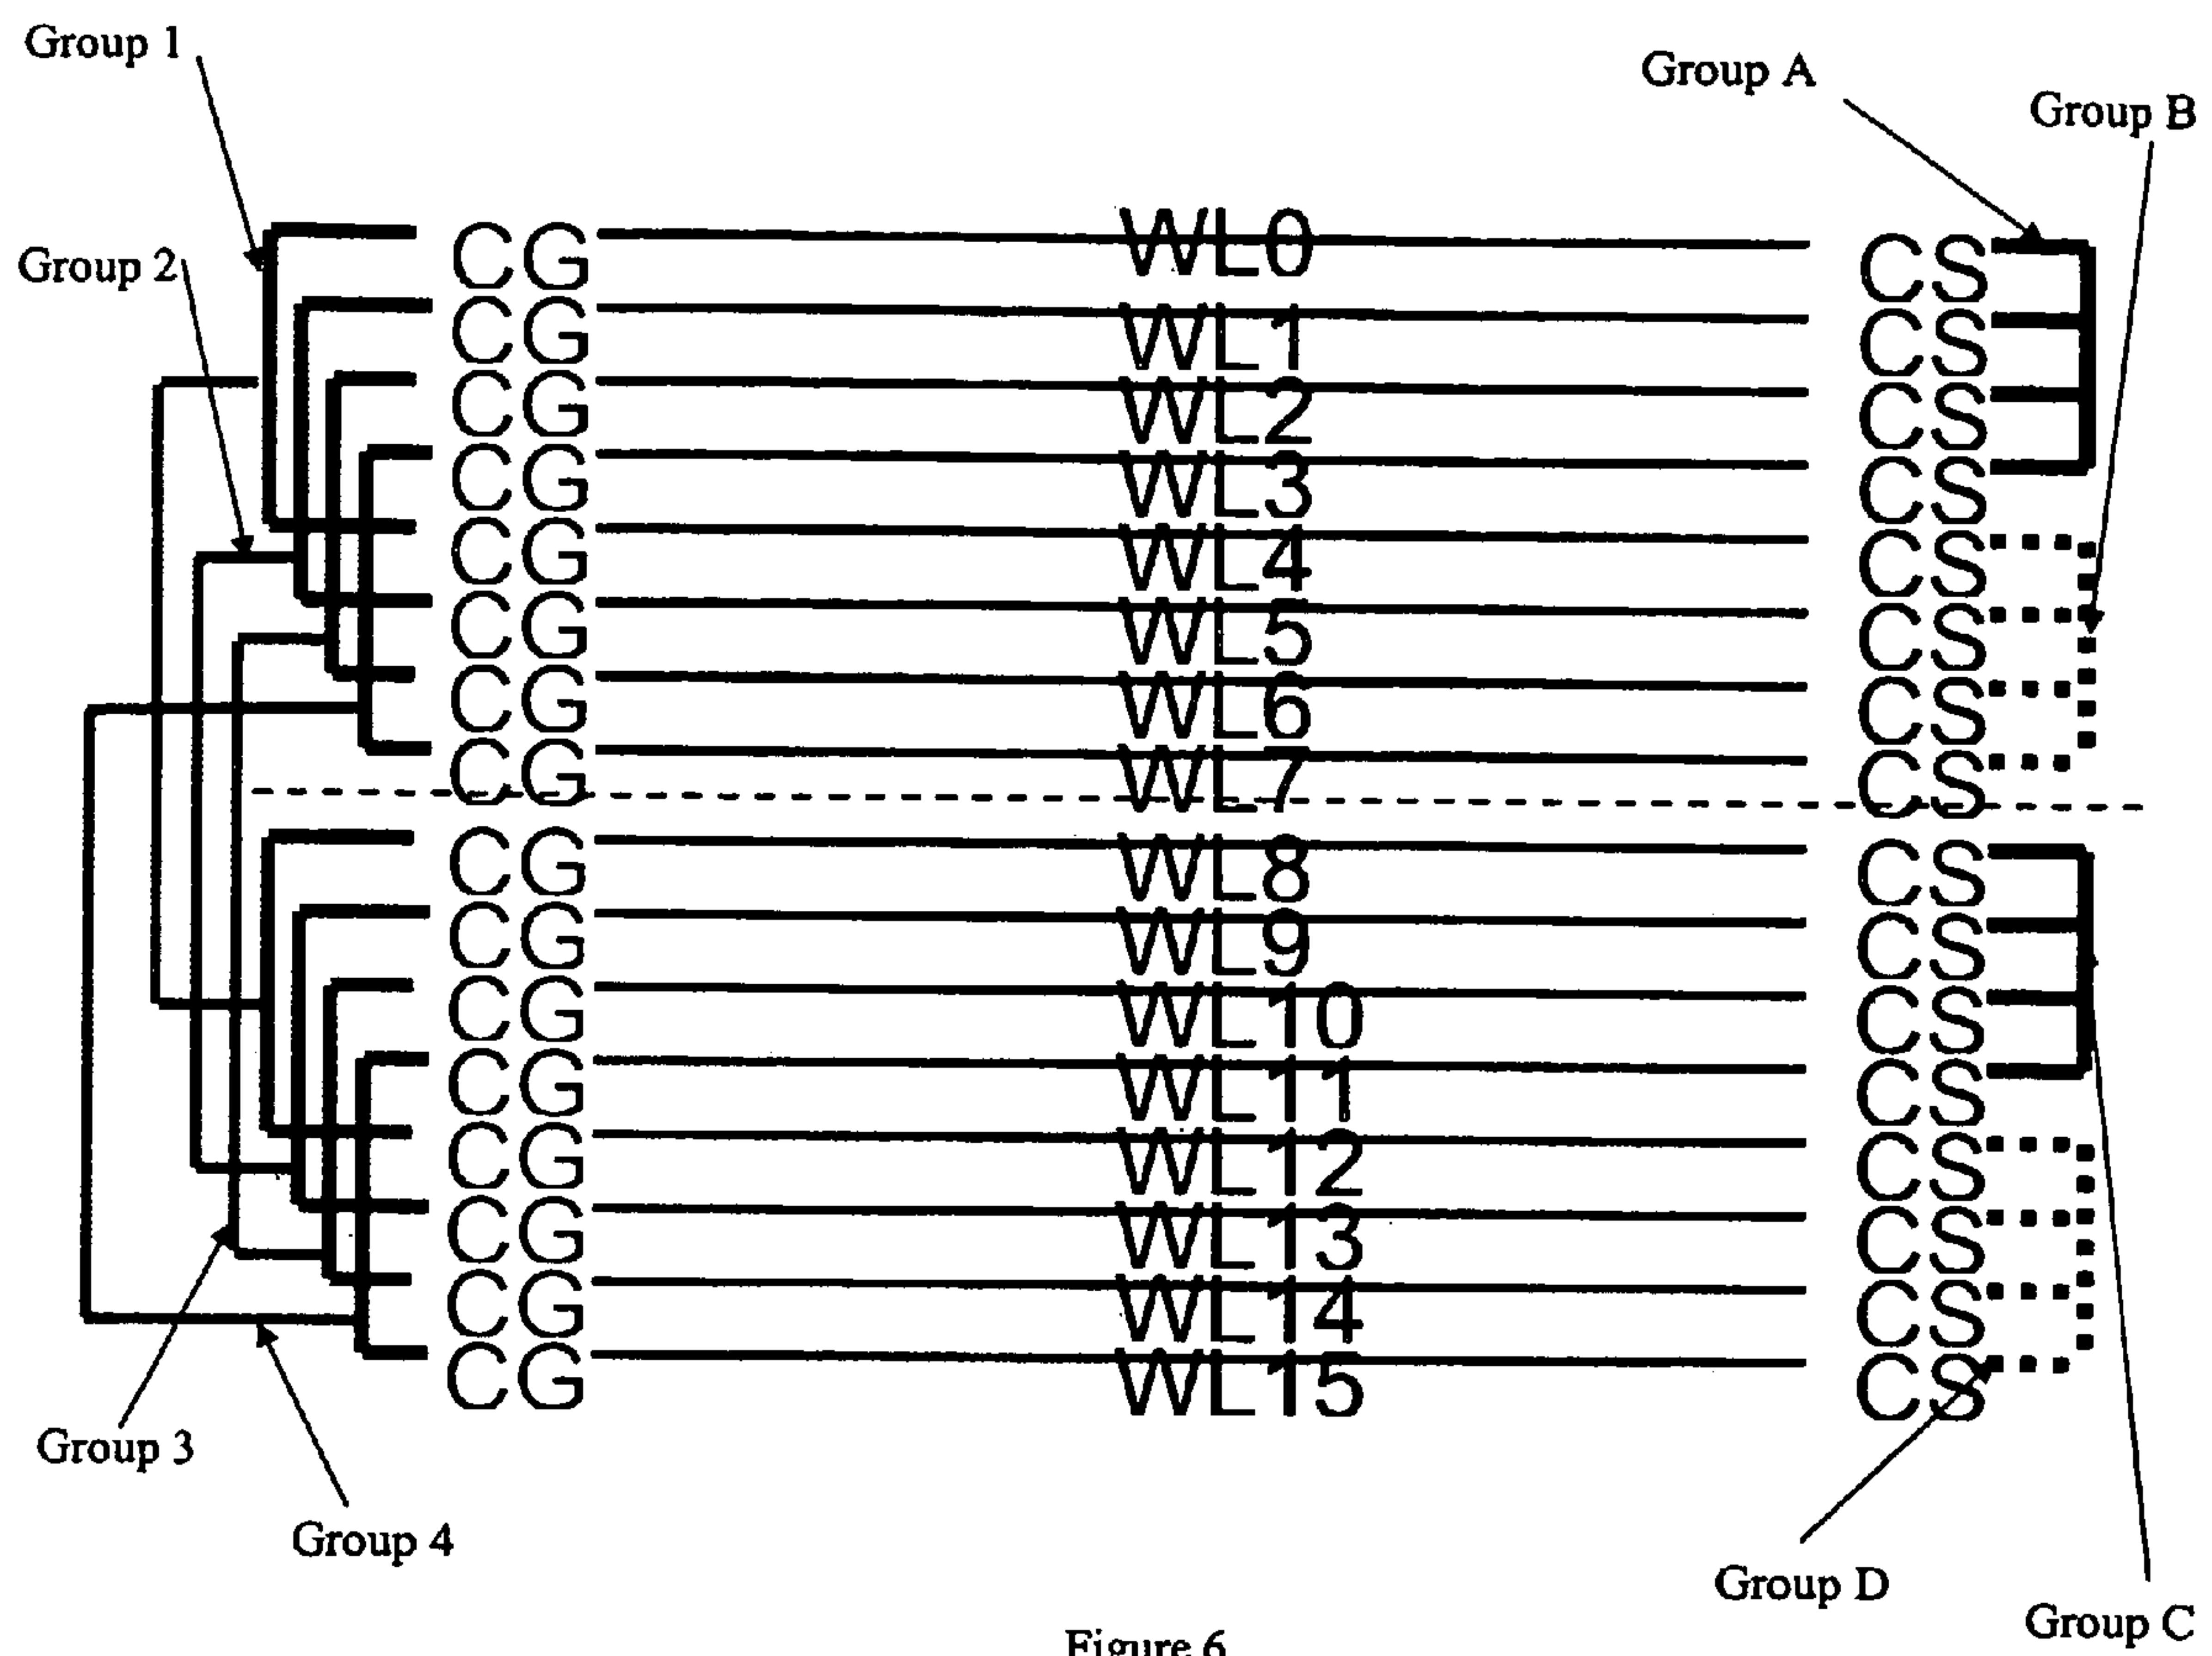 Group 1
Group A
Group B
Group 2
CG WL0 CS
CG WL1 CS
CG WL2 CS
CG WL3 CS
CG WL4 CS
CG WL5 CS
CG WL6 CS
CG WL7 CS
CG WL8 CS
CG WL9 CS
CG WL10 CS
CG WL11 CS
CG WL12 CS
CG WL13 CS
CG WL14 CS
CG WL15 CS
Group 3
Group 4
Group D
Group C
Figure 6